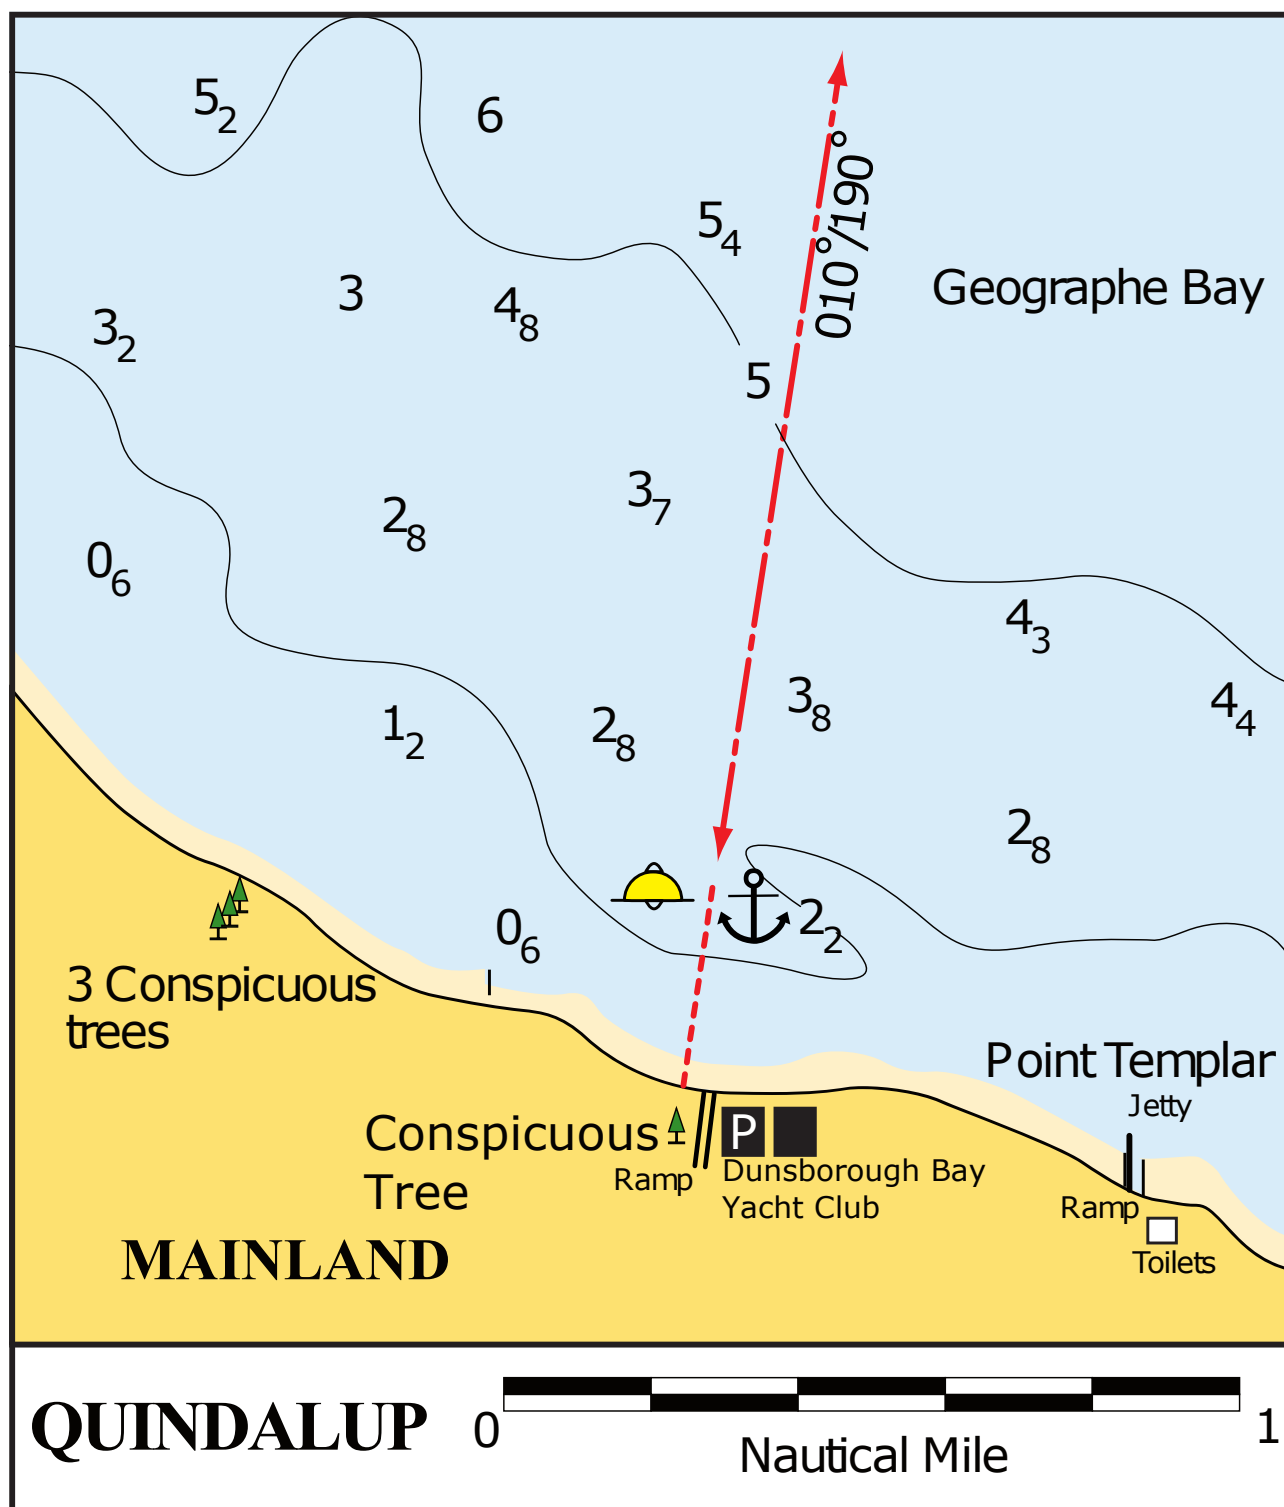 5₂
6
5₄
010°/190°
Geographe Bay
3
4₈
3₂
5
3₇
2₈
0₆
4₃
3₈
4₄
1₂
2₈
2₈
2₂
0₆
3 Conspicuous
trees
Point Templar
Jetty
Conspicuous
Tree
P
Ramp
Dunsborough Bay
Yacht Club
Ramp
Toilets
MAINLAND
QUINDALUP
0
1
Nautical Mile